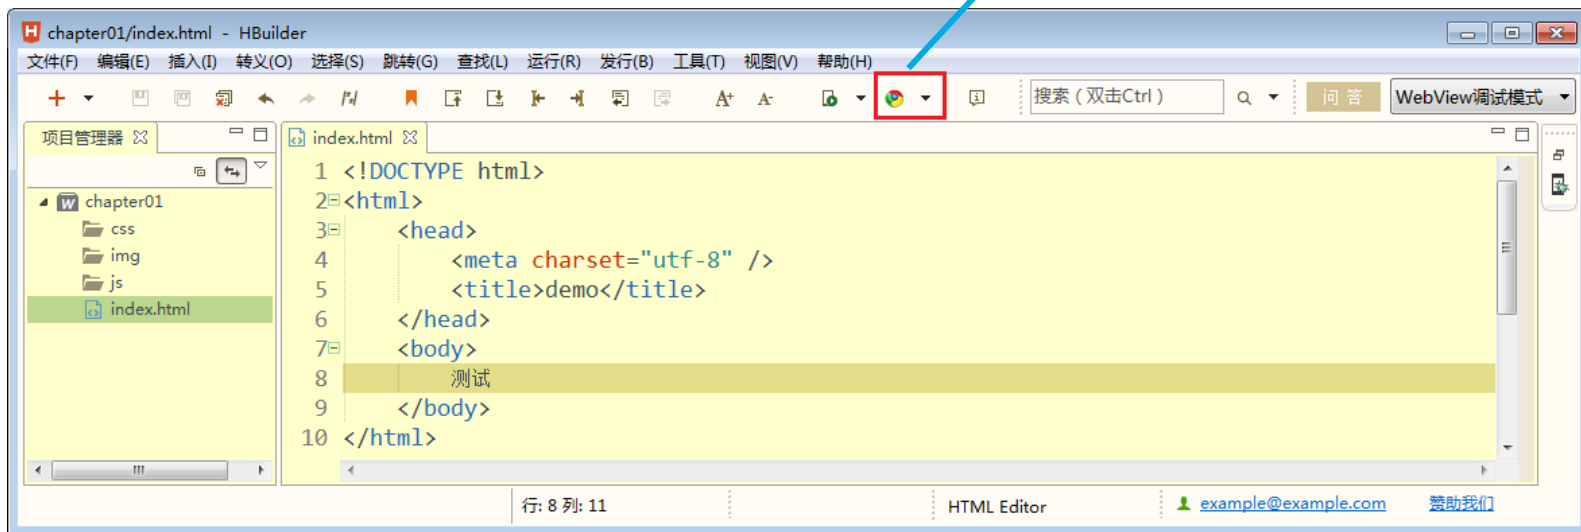 chapter01/index.html - HBuilder
文件(F) 编辑(E) 插入(I) 转义(O) 选择(S) 跳转(G) 查找(L) 运行(R) 发行(B) 工具(T) 视图(V) 帮助(H)
A+ A- 搜索（双击Ctrl） 问答 WebView调试模式
项目管理器
index.html
chapter01
css
img
js
index.html
1 <!DOCTYPE html>
2 <html>
3 <head>
4 <meta charset="utf-8" />
5 <title>demo</title>
6 </head>
7 <body>
8 测试
9 </body>
10 </html>
行: 8 列: 11 HTML Editor example@example.com 赞助我们